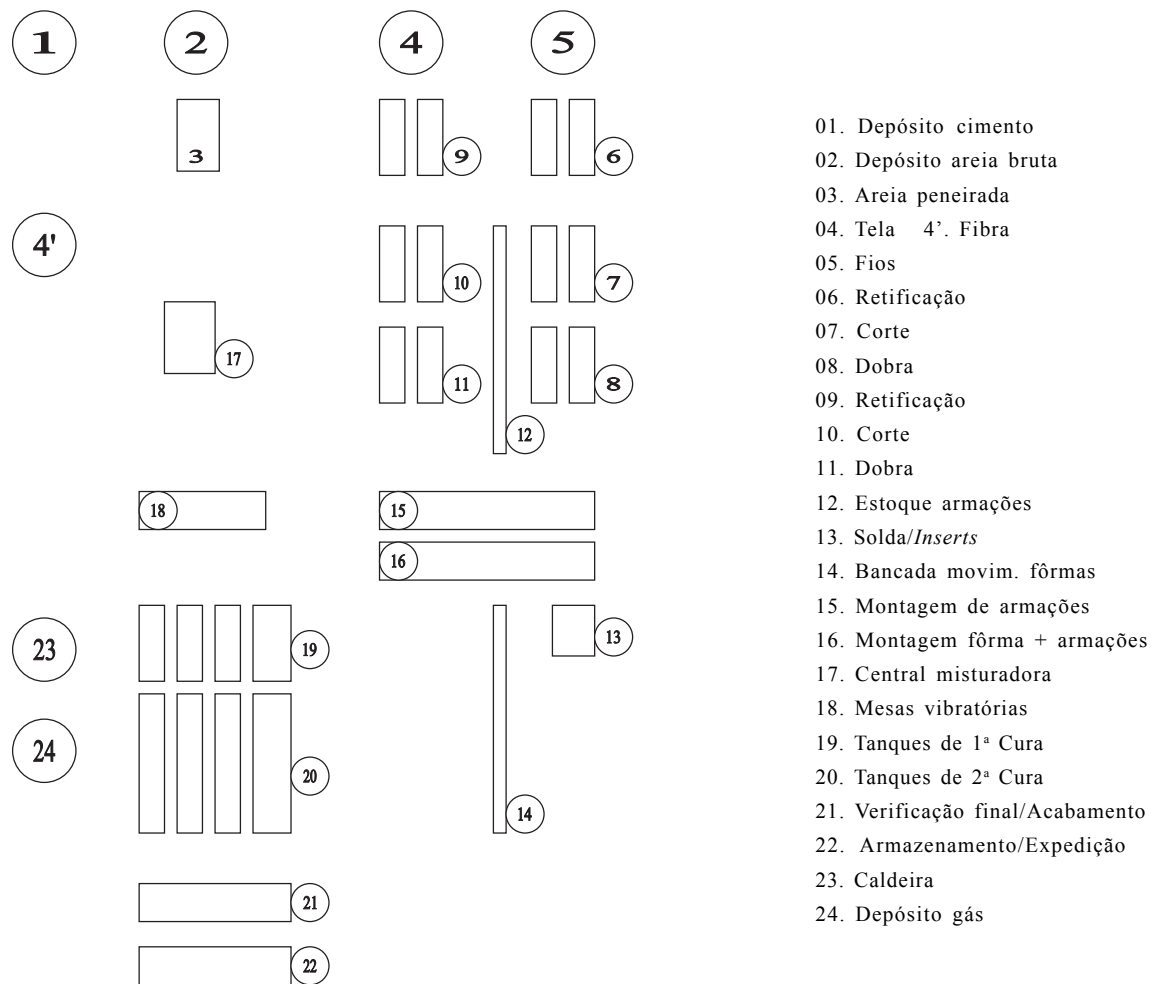 1 2 4 5
3 9 6
4'
10 7
17 11 8
12
18 15
16
23 19 13
24 20
14
21
22
01. Depósito cimento
02. Depósito areia bruta
03. Areia peneirada
04. Tela 4’. Fibra
05. Fios
06. Retificação
07. Corte
08. Dobra
09. Retificação
10. Corte
11. Dobra
12. Estoque armações
13. Solda/Inserts
14. Bancada movim. fôrmas
15. Montagem de armações
16. Montagem fôrma + armações
17. Central misturadora
18. Mesas vibratórias
19. Tanques de 1ª Cura
20. Tanques de 2ª Cura
21. Verificação final/Acabamento
22. Armazenamento/Expedição
23. Caldeira
24. Depósito gás